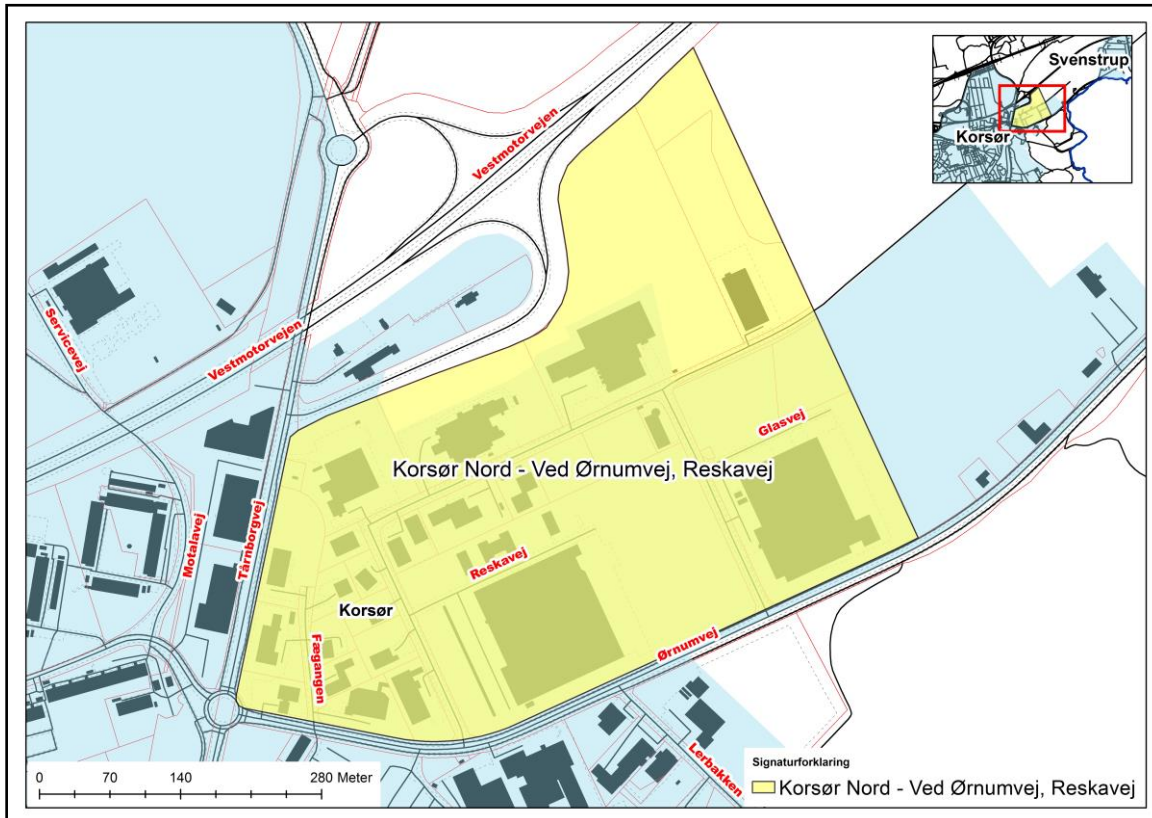 Svenstrup
Korsør
Vestmotorvejen
Servicevej
Vestmotorvejen
Glasvej
Korsør Nord - Ved Ørnumvej, Reskavej
Motalavej
Tårnborgvej
Reskavej
Korsør
Fægangen
Ørnumvej
Lerbakken
0 70 140 280 Meter
Signaturforklaring
Korsør Nord - Ved Ørnumvej, Reskavej